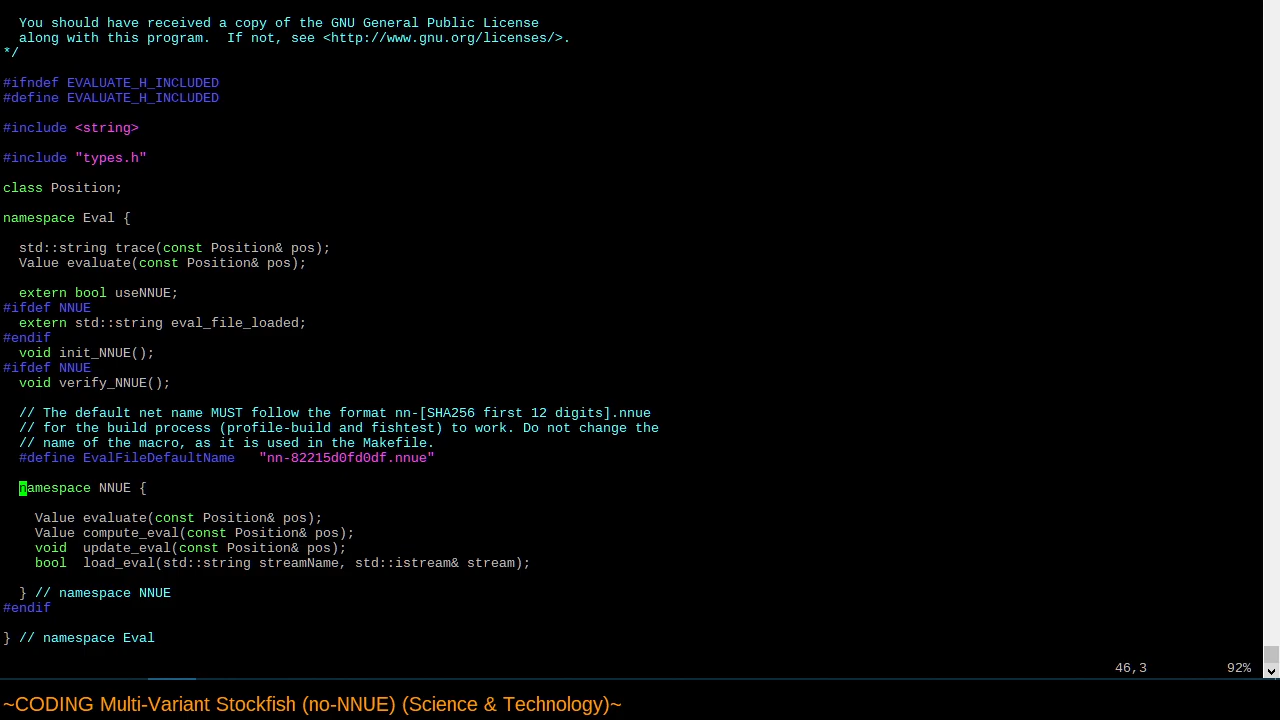 You should have received a copy of the GNU General Public License
  along with this program.  If not, see <http://www.gnu.org/licenses/>.
*/
#ifndef EVALUATE_H_INCLUDED
#define EVALUATE_H_INCLUDED
#include <string>
#include "types.h"
class Position;
namespace Eval {
  std::string trace(const Position& pos);
  Value evaluate(const Position& pos);
  extern bool useNNUE;
#ifdef NNUE
  extern std::string eval_file_loaded;
#endif
  void init_NNUE();
#ifdef NNUE
  void verify_NNUE();
  // The default net name MUST follow the format nn-[SHA256 first 12 digits].nnue
  // for the build process (profile-build and fishtest) to work. Do not change the
  // name of the macro, as it is used in the Makefile.
  #define EvalFileDefaultName   "nn-82215d0fd0df.nnue"
  namespace NNUE {
    Value evaluate(const Position& pos);
    Value compute_eval(const Position& pos);
    void  update_eval(const Position& pos);
    bool  load_eval(std::string streamName, std::istream& stream);
  } // namespace NNUE
#endif
} // namespace Eval
46,3          92%
~CODING Multi-Variant Stockfish (no-NNUE) (Science & Technology)~